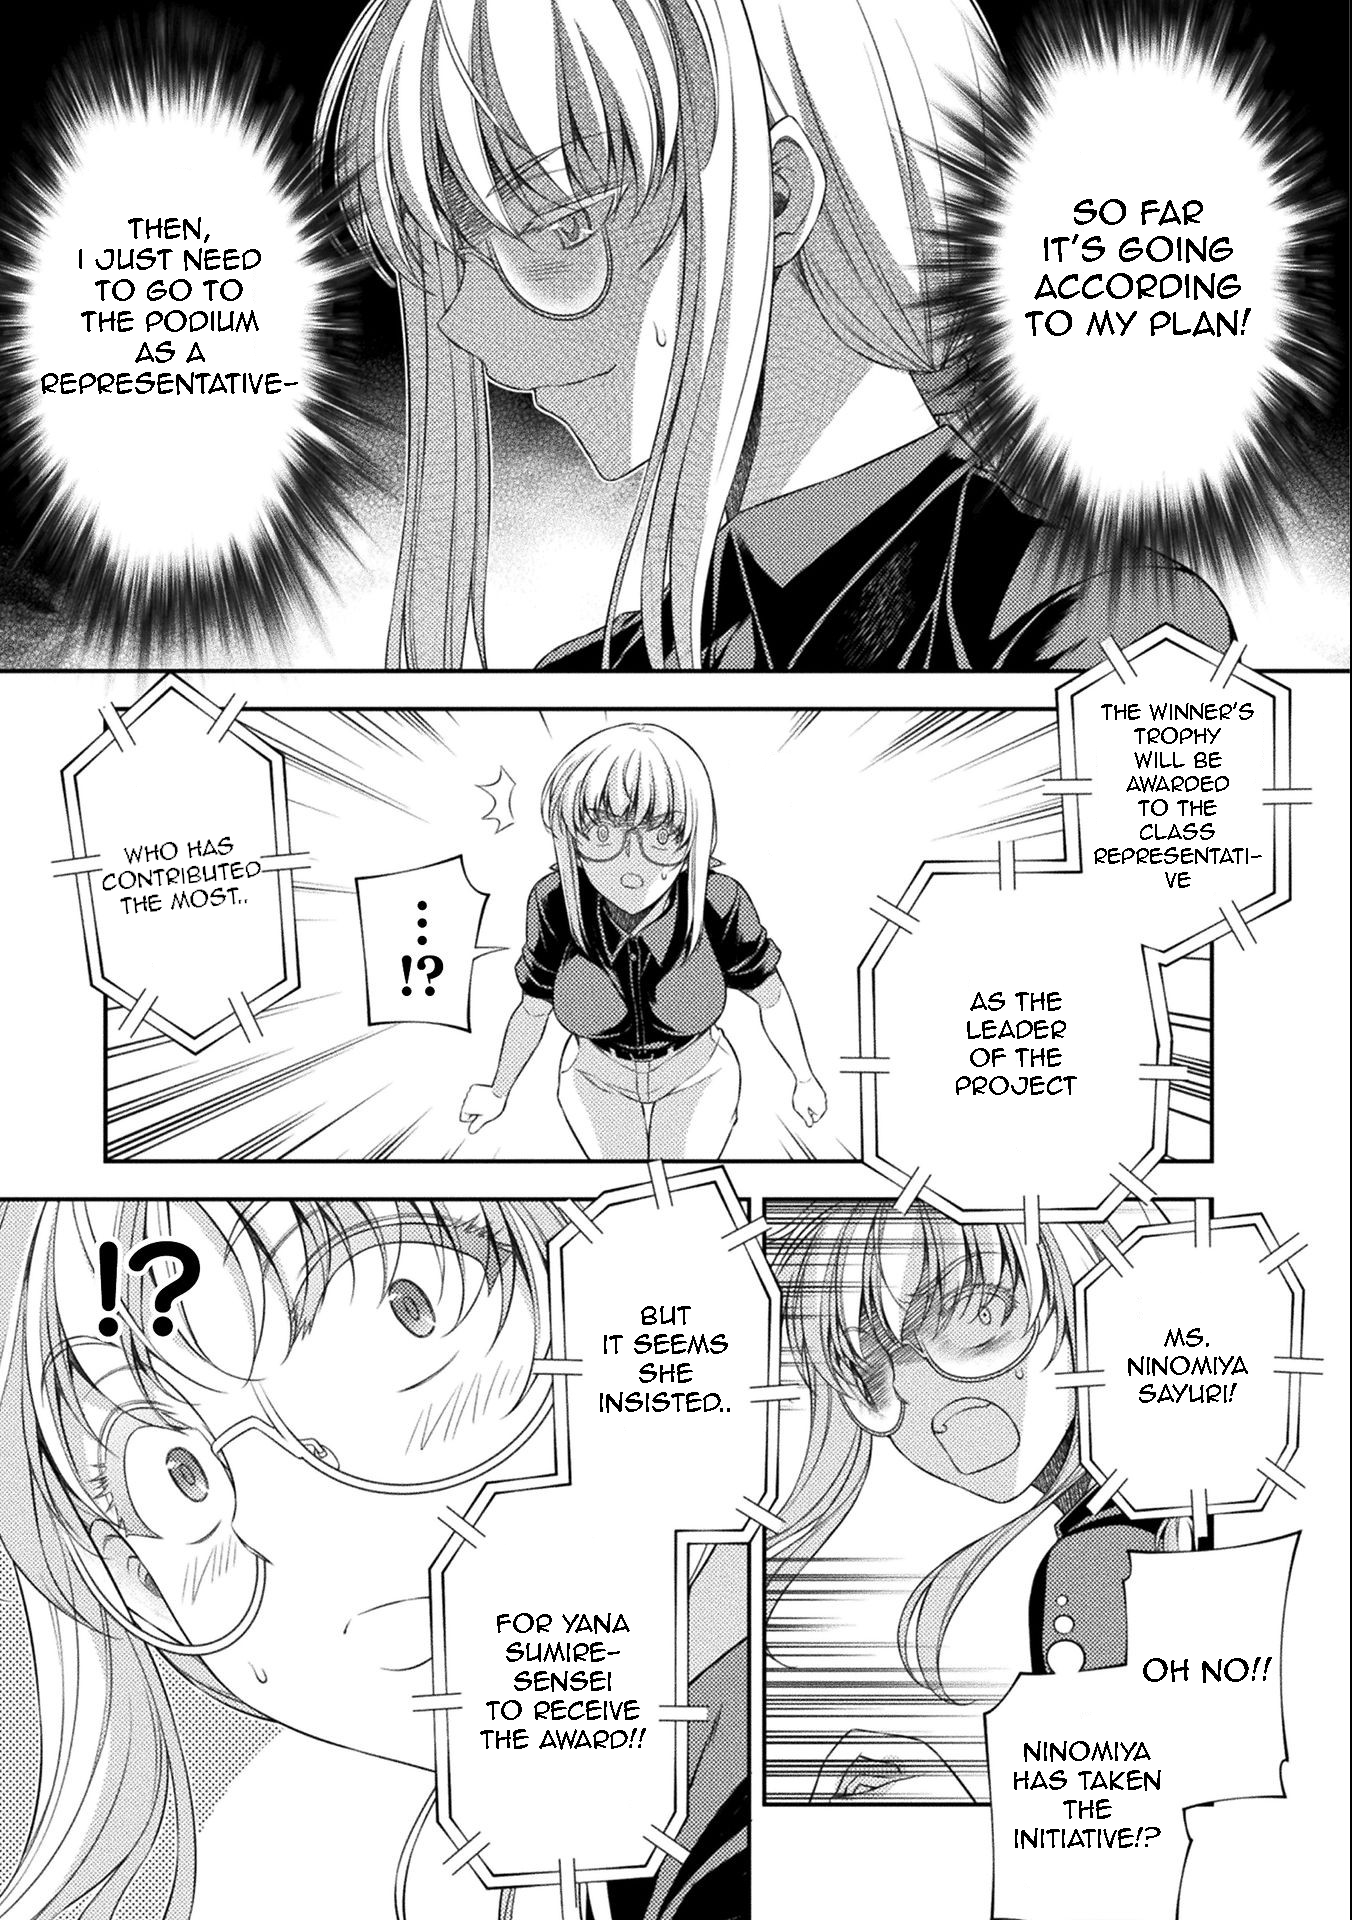 SO FAR
IT'S GOING
ACCORDING
TO MY PLAN!
THEN,
I JUST NEED
TO GO TO
THE PODIUM
AS A
REPRESENTATIVE-
THE WINNER'S
TROPHY
WILL BE
AWARDED
TO THE
CLASS
REPRESENTATI-
VE
AS THE
LEADER
OF THE
PROJECT
...
!?
WHO HAS
CONTRIBUTED
THE MOST..
MS.
NINOMIYA
SAYURI!
OH NO!!
NINOMIYA
HAS TAKEN
THE
INITIATIVE!?
BUT
IT SEEMS
SHE
INSISTED..
FOR YANA
SUMIRE-
SENSEI
TO RECEIVE
THE AWARD!!
!?